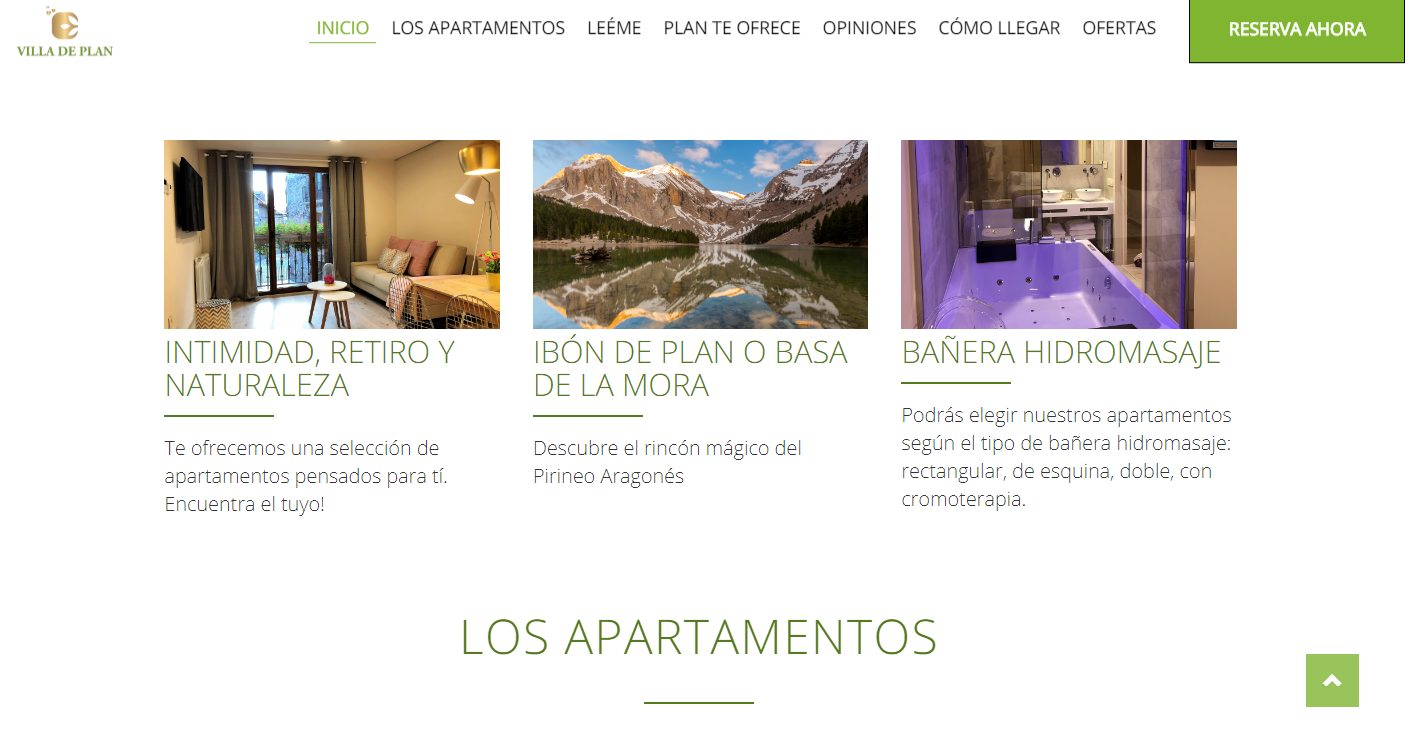 VILLA DE PLAN
INICIO LOS APARTAMENTOS LEÉME PLAN TE OFRECE OPINIONES CÓMO LLEGAR OFERTAS RESERVA AHORA
INTIMIDAD, RETIRO Y
NATURALEZA
Te ofrecemos una selección de
apartamentos pensados para tí.
Encuentra el tuyo!
IBÓN DE PLAN O BASA
DE LA MORA
Descubre el rincón mágico del
Pirineo Aragonés
BAÑERA HIDROMASAJE
Podrás elegir nuestros apartamentos
según el tipo de bañera hidromasaje:
rectangular, de esquina, doble, con
cromoterapia.
LOS APARTAMENTOS